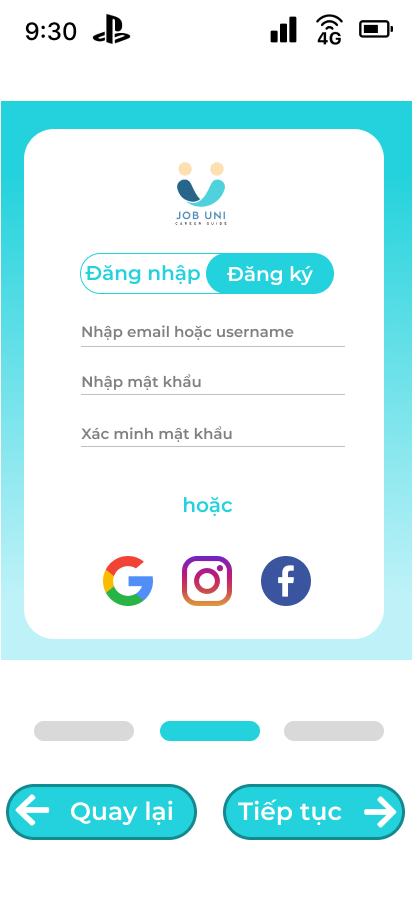 9:30
4G
JOB UNI
CAREER GUIDE
Đăng nhập Đăng ký
Nhập email hoặc username
Nhập mật khẩu
Xác minh mật khẩu
hoặc
Quay lại Tiếp tục